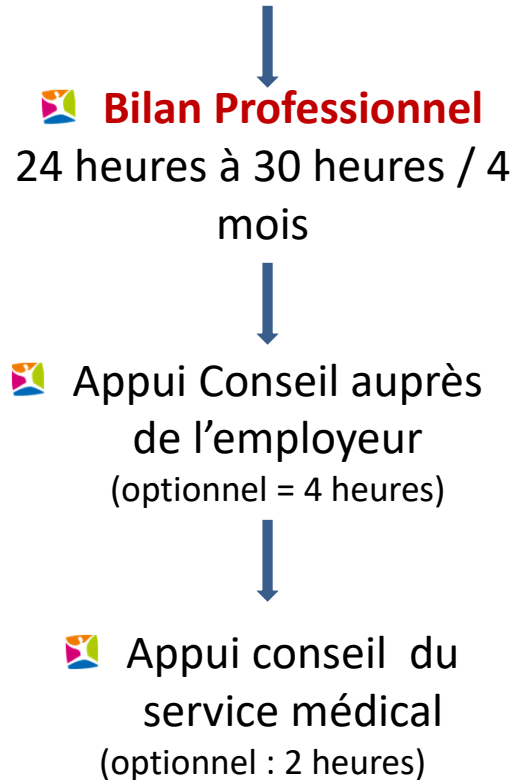 Bilan Professionnel
24 heures à 30 heures / 4
mois
Appui Conseil auprès
de l’employeur
(optionnel = 4 heures)
Appui conseil du
service médical
(optionnel : 2 heures)